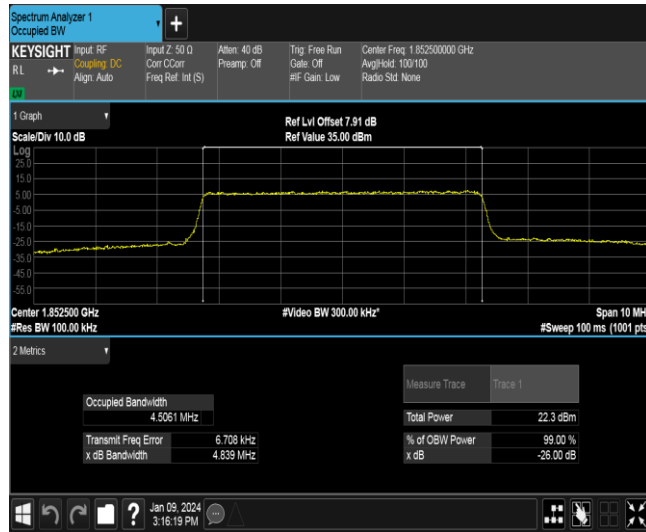 Spectrum Analyzer 1
Occupied BW
KEYSIGHT
RL
LXI
Input: RF
Coupling: DC
Align: Auto
Input Z: 50 Ω
Corr CCorr
Freq Ref: Int (S)
Atten: 40 dB
Preamp: Off
Trig: Free Run
Gate: Off
#IF Gain: Low
Center Freq: 1.852500000 GHz
Avg|Hold: 100/100
Radio Std: None
1 Graph
Scale/Div 10.0 dB
Ref Lvl Offset 7.91 dB
Ref Value 35.00 dBm
Log
25.0
15.0
5.00
-5.00
-15.0
-25.0
-35.0
-45.0
-55.0
Center 1.852500 GHz
#Res BW 100.00 kHz
#Video BW 300.00 kHz*
Span 10 MH
#Sweep 100 ms (1001 pts
2 Metrics
Measure Trace Trace 1
Occupied Bandwidth
4.5061 MHz
Total Power 22.3 dBm
Transmit Freq Error 6.708 kHz
% of OBW Power 99.00 %
x dB Bandwidth 4.839 MHz
x dB -26.00 dB
?
Jan 09, 2024
3:16:19 PM